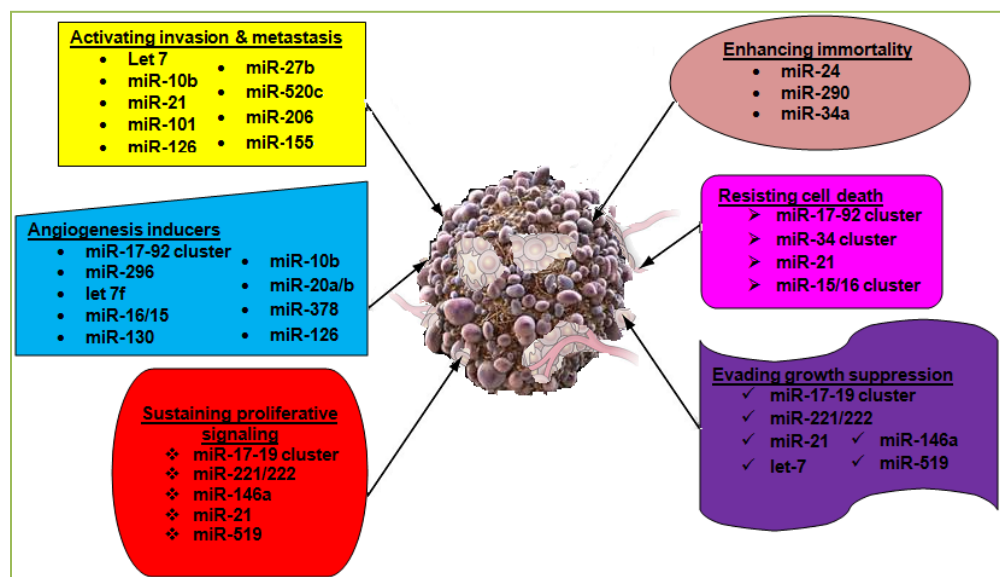 Activating invasion & metastasis
• Let 7
• miR-10b
• miR-21
• miR-101
• miR-126
• miR-27b
• miR-520c
• miR-206
• miR-155
Enhancing immortality
• miR-24
• miR-290
• miR-34a
Angiogenesis inducers
• miR-17-92 cluster
• miR-296
• let 7f
• miR-16/15
• miR-130
• miR-10b
• miR-20a/b
• miR-378
• miR-126
Resisting cell death
➢ miR-17-92 cluster
➢ miR-34 cluster
➢ miR-21
➢ miR-15/16 cluster
Sustaining proliferative
signaling
❖ miR-17-19 cluster
❖ miR-221/222
❖ miR-146a
❖ miR-21
❖ miR-519
Evading growth suppression
✓ miR-17-19 cluster
✓ miR-221/222
✓ miR-21
✓ let-7
✓ miR-146a
✓ miR-519